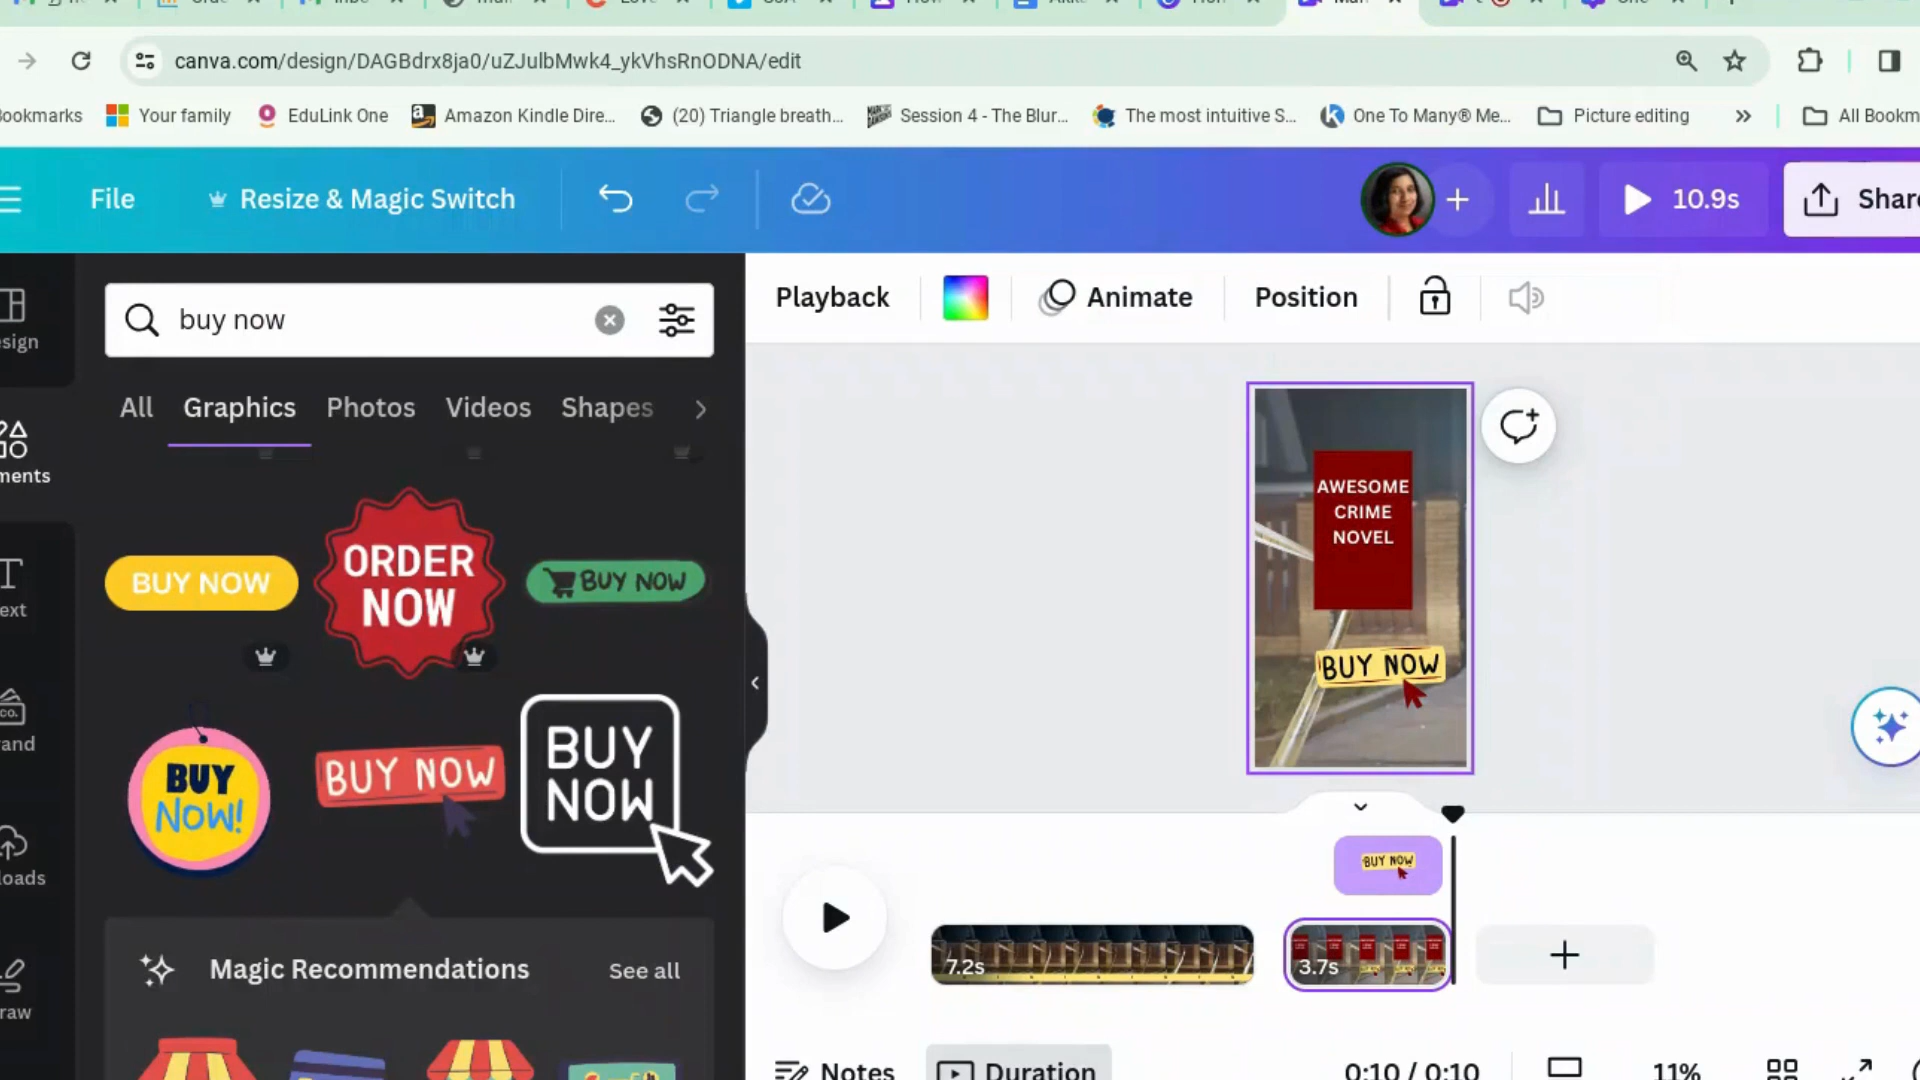 canva.com/design/DAGBdrx8ja0/uZJulbMwk4_ykVhsRnODNA/edit
ookmarks
Your family
EduLink One
Amazon Kindle Dire...
(20) Triangle breath...
Session 4 - The Blur...
The most intuitive S...
One To Many® Me...
Picture editing
All Bookm
File
Resize & Magic Switch
10.9s
Share
buy now
Playback
Animate
Position
esign
All
Graphics
Photos
Videos
Shapes
ments
BUY NOW
ORDER
NOW
BUY NOW
AWESOME
CRIME
NOVEL
ext
BUY NOW
CO.
rand
BUY
NOW!
BUY NOW
BUY
NOW
oads
BUY NOW
7.2s
3.7s
Magic Recommendations
See all
raw
Notes
Duration
0:10 / 0:10
11%